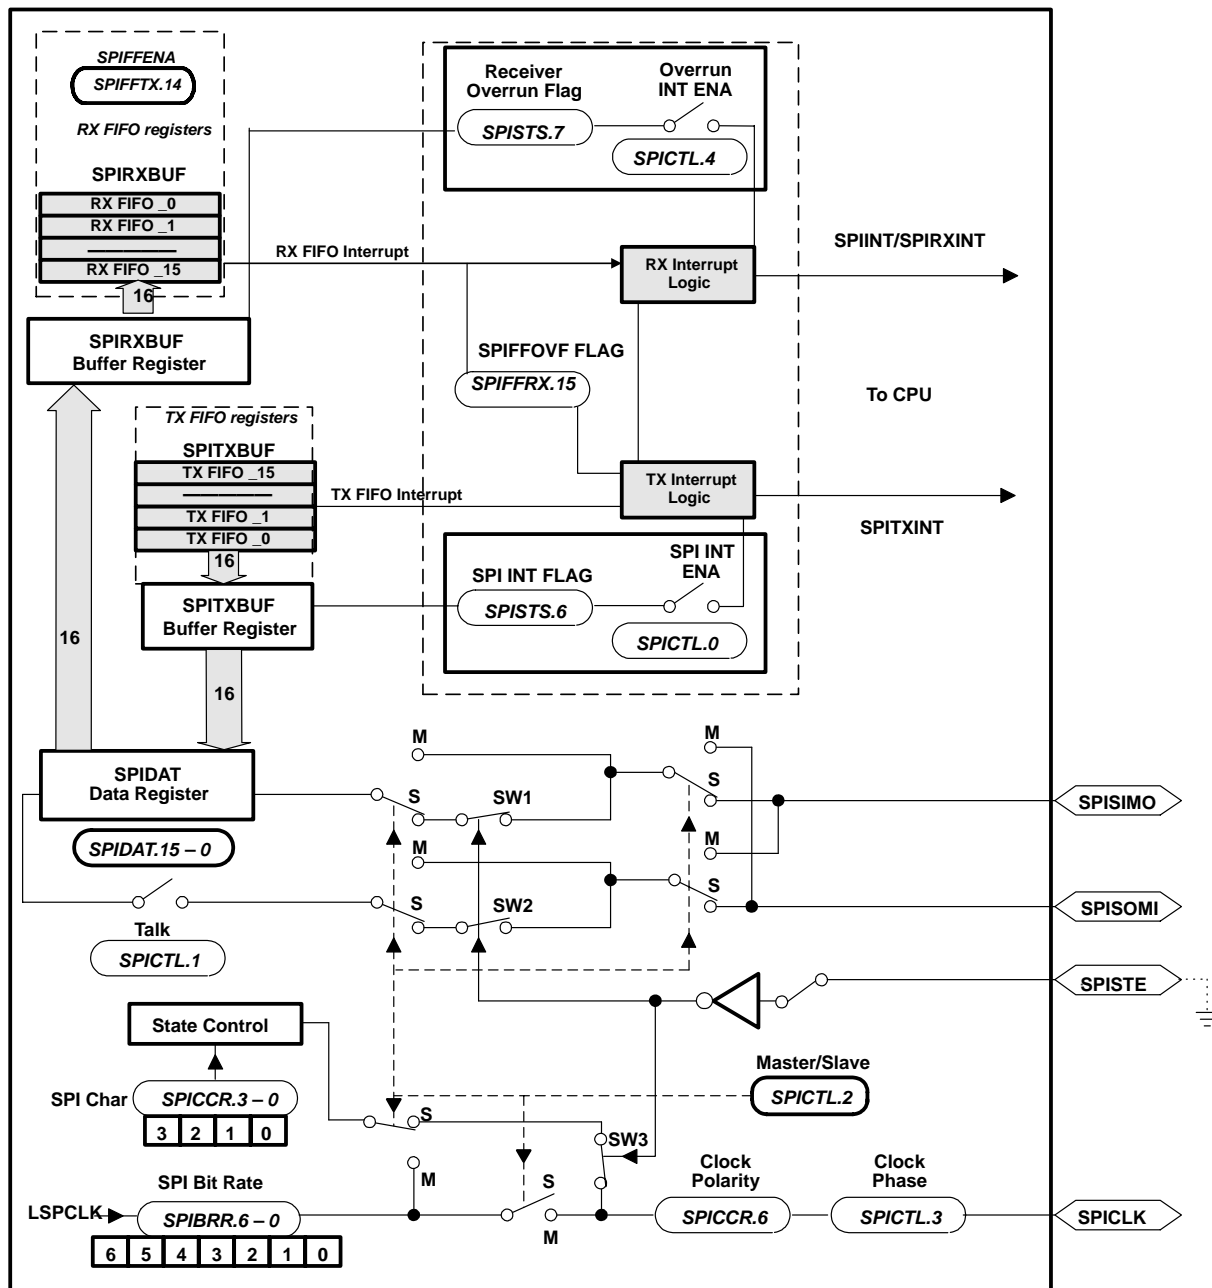 SPIFFENA
SPIFFTX.14
RX FIFO registers
SPIRXBUF
RX FIFO _0
RX FIFO _1
—————
RX FIFO _15
16
SPIRXBUF
Buffer Register
Receiver
Overrun Flag
SPISTS.7
Overrun
INT ENA
SPICTL.4
RX FIFO Interrupt
RX Interrupt
Logic
SPIINT/SPIRXINT
SPIFFOVF FLAG
SPIFFRX.15
To CPU
TX FIFO registers
SPITXBUF
TX FIFO _15
—————
TX FIFO _1
TX FIFO _0
16
TX FIFO Interrupt
TX Interrupt
Logic
SPITXINT
SPITXBUF
Buffer Register
SPI INT FLAG
SPISTS.6
SPI INT
ENA
SPICTL.0
16
16
SPIDAT
Data Register
SPIDAT.15 – 0
M
S
SW1
M
S
SPISIMO
M
S
SW2
M
S
SPISOMI
Talk
SPICTL.1
SPISTE
State Control
Master/Slave
SPICTL.2
SPI Char
SPICCR.3 – 0
3 2 1 0
S
M
SW3
SPI Bit Rate
LSPCLK
SPIBRR.6 – 0
6 5 4 3 2 1 0
S
M
Clock
Polarity
SPICCR.6
Clock
Phase
SPICTL.3
SPICLK